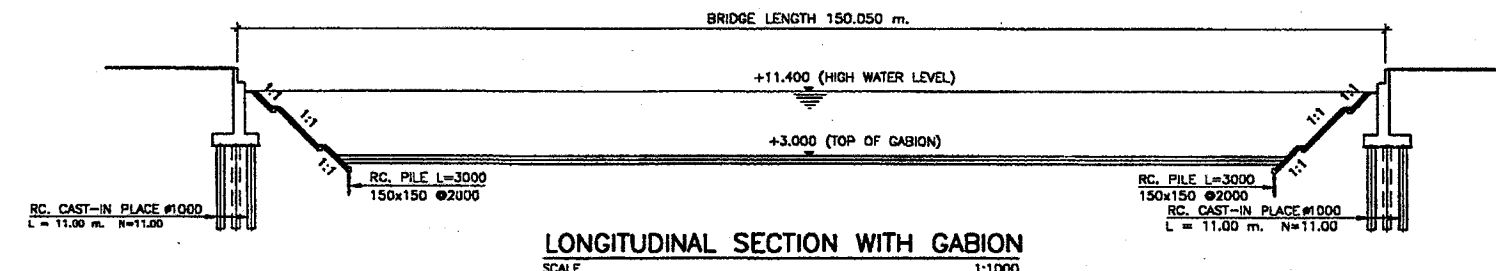 BRIDGE LENGTH 150.050 m.
+11.400 (HIGH WATER LEVEL)
1:1
1:1
1:1
1:1
+3.000 (TOP OF GABION)
1:1
1:1
RC. PILE L=3000
150x150 @2000
RC. PILE L=3000
150x150 @2000
RC. CAST-IN PLACE ø1000
L = 11.00 m. N=11.00
RC. CAST-IN PLACE ø1000
L = 11.00 m. N=11.00
LONGITUDINAL SECTION WITH GABION
SCALE 1:1000